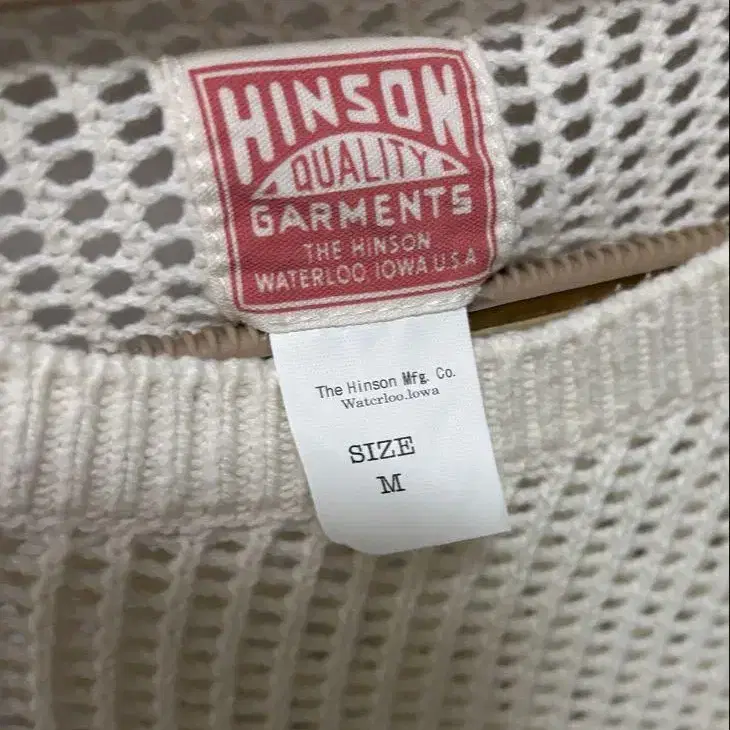 HINSON
QUALITY
GARMENTS
THE HINSON
WATERLOO IOWA U.S.A
The Hinson Mfg. Co.
Waterloo.Iowa
SIZE
M